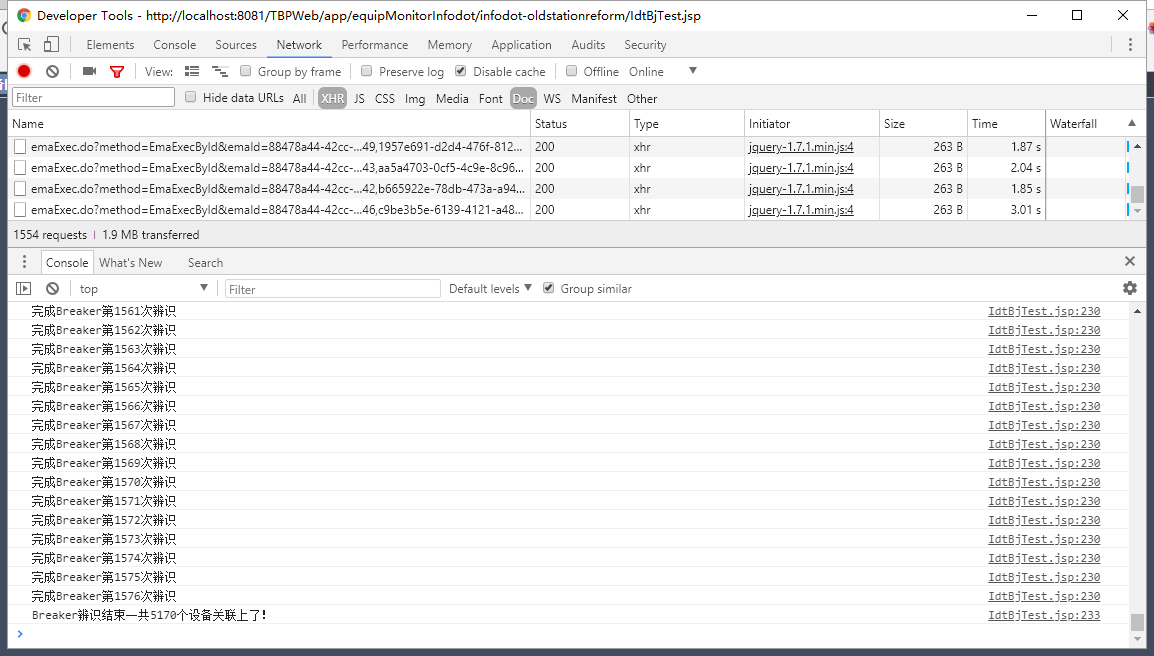 Developer Tools - http://localhost:8081/TBPWeb/app/equipMonitorInfodot/infodot-oldstationreform/IdtBjTest.jsp
Elements Console Sources Network Performance Memory Application Audits Security
View: Group by frame Preserve log Disable cache Offline Online
Filter Hide data URLs All XHR JS CSS Img Media Font Doc WS Manifest Other
Name Status Type Initiator Size Time Waterfall
emaExec.do?method=EmaExecById&emaId=88478a44-42cc-...49,1957e691-d2d4-476f-812... 200 xhr jquery-1.7.1.min.js:4 263 B 1.87 s
emaExec.do?method=EmaExecById&emaId=88478a44-42cc-...43,aa5a4703-0cf5-4c9e-8c96... 200 xhr jquery-1.7.1.min.js:4 263 B 2.04 s
emaExec.do?method=EmaExecById&emaId=88478a44-42cc-...42,b665922e-78db-473a-a94... 200 xhr jquery-1.7.1.min.js:4 263 B 1.85 s
emaExec.do?method=EmaExecById&emaId=88478a44-42cc-...46,c9be3b5e-6139-4121-a48... 200 xhr jquery-1.7.1.min.js:4 263 B 3.01 s
1554 requests | 1.9 MB transferred
Console What's New Search
top Filter Default levels Group similar
完成Breaker第1561次辨识 IdtBjTest.jsp:230
完成Breaker第1562次辨识 IdtBjTest.jsp:230
完成Breaker第1563次辨识 IdtBjTest.jsp:230
完成Breaker第1564次辨识 IdtBjTest.jsp:230
完成Breaker第1565次辨识 IdtBjTest.jsp:230
完成Breaker第1566次辨识 IdtBjTest.jsp:230
完成Breaker第1567次辨识 IdtBjTest.jsp:230
完成Breaker第1568次辨识 IdtBjTest.jsp:230
完成Breaker第1569次辨识 IdtBjTest.jsp:230
完成Breaker第1570次辨识 IdtBjTest.jsp:230
完成Breaker第1571次辨识 IdtBjTest.jsp:230
完成Breaker第1572次辨识 IdtBjTest.jsp:230
完成Breaker第1573次辨识 IdtBjTest.jsp:230
完成Breaker第1574次辨识 IdtBjTest.jsp:230
完成Breaker第1575次辨识 IdtBjTest.jsp:230
完成Breaker第1576次辨识 IdtBjTest.jsp:230
Breaker辨识结束一共5170个设备关联上了! IdtBjTest.jsp:233